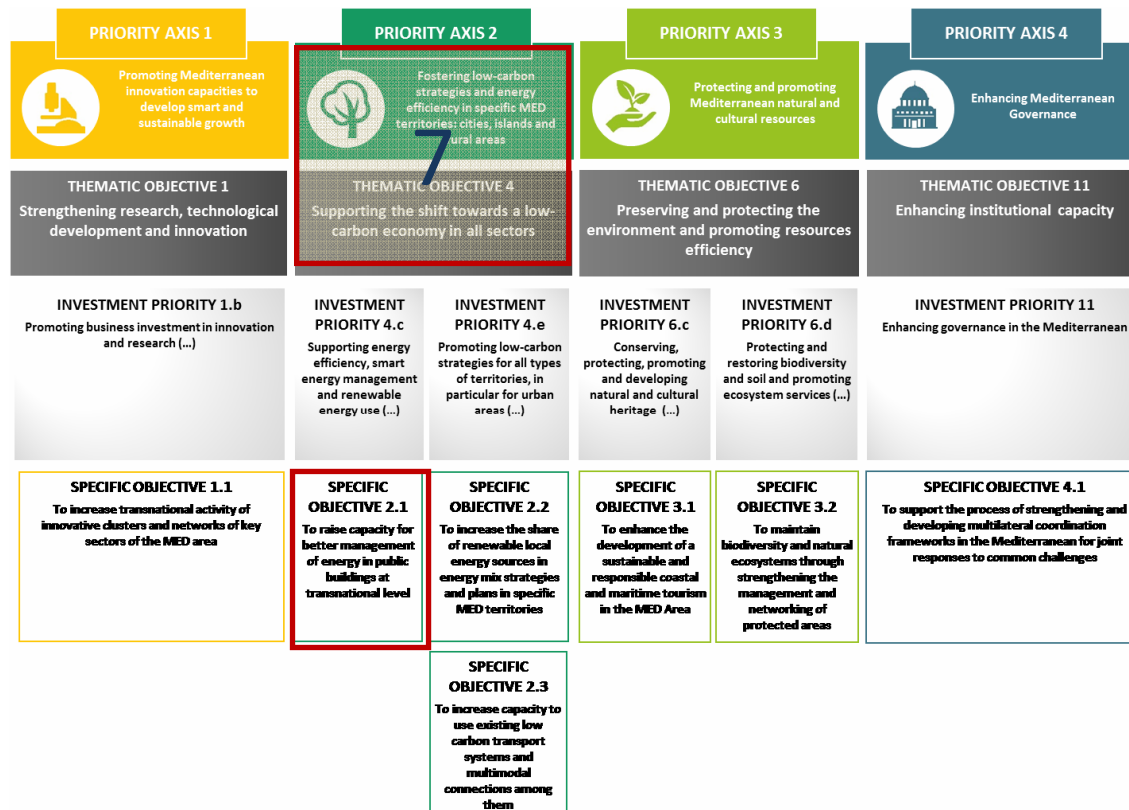 PRIORITY AXIS 1
Promoting Mediterranean
innovation capacities to
develop smart and
sustainable growth
PRIORITY AXIS 2
Fostering low-carbon
strategies and energy
efficiency in specific MED
territories: cities, islands and
rural areas
7
PRIORITY AXIS 3
Protecting and promoting
Mediterranean natural and
cultural resources
PRIORITY AXIS 4
Enhancing Mediterranean
Governance
THEMATIC OBJECTIVE 1
Strengthening research, technological
development and innovation
THEMATIC OBJECTIVE 4
Supporting the shift towards a low-
carbon economy in all sectors
THEMATIC OBJECTIVE 6
Preserving and protecting the
environment and promoting resources
efficiency
THEMATIC OBJECTIVE 11
Enhancing institutional capacity
INVESTMENT PRIORITY 1.b
Promoting business investment in innovation
and research (...)
INVESTMENT
PRIORITY 4.c
Supporting energy
efficiency, smart
energy management
and renewable
energy use (...)
INVESTMENT
PRIORITY 4.e
Promoting low-carbon
strategies for all types
of territories, in
particular for urban
areas (...)
INVESTMENT
PRIORITY 6.c
Conserving,
protecting, promoting
and developing
natural and cultural
heritage (...)
INVESTMENT
PRIORITY 6.d
Protecting and
restoring biodiversity
and soil and promoting
ecosystem services (...)
INVESTMENT PRIORITY 11
Enhancing governance in the Mediterranean
SPECIFIC OBJECTIVE 1.1
To increase transnational activity of
innovative clusters and networks of key
sectors of the MED area
SPECIFIC
OBJECTIVE 2.1
To raise capacity for
better management
of energy in public
buildings at
transnational level
SPECIFIC
OBJECTIVE 2.2
To increase the share
of renewable local
energy sources in
energy mix strategies
and plans in specific
MED territories
SPECIFIC
OBJECTIVE 3.1
To enhance the
development of a
sustainable and
responsible coastal
and maritime tourism
in the MED Area
SPECIFIC
OBJECTIVE 3.2
To maintain
biodiversity and natural
ecosystems through
strengthening the
management and
networking of
protected areas
SPECIFIC OBJECTIVE 4.1
To support the process of strengthening and
developing multilateral coordination
frameworks in the Mediterranean for joint
responses to common challenges
SPECIFIC
OBJECTIVE 2.3
To increase capacity to
use existing low
carbon transport
systems and
multimodal
connections among
them